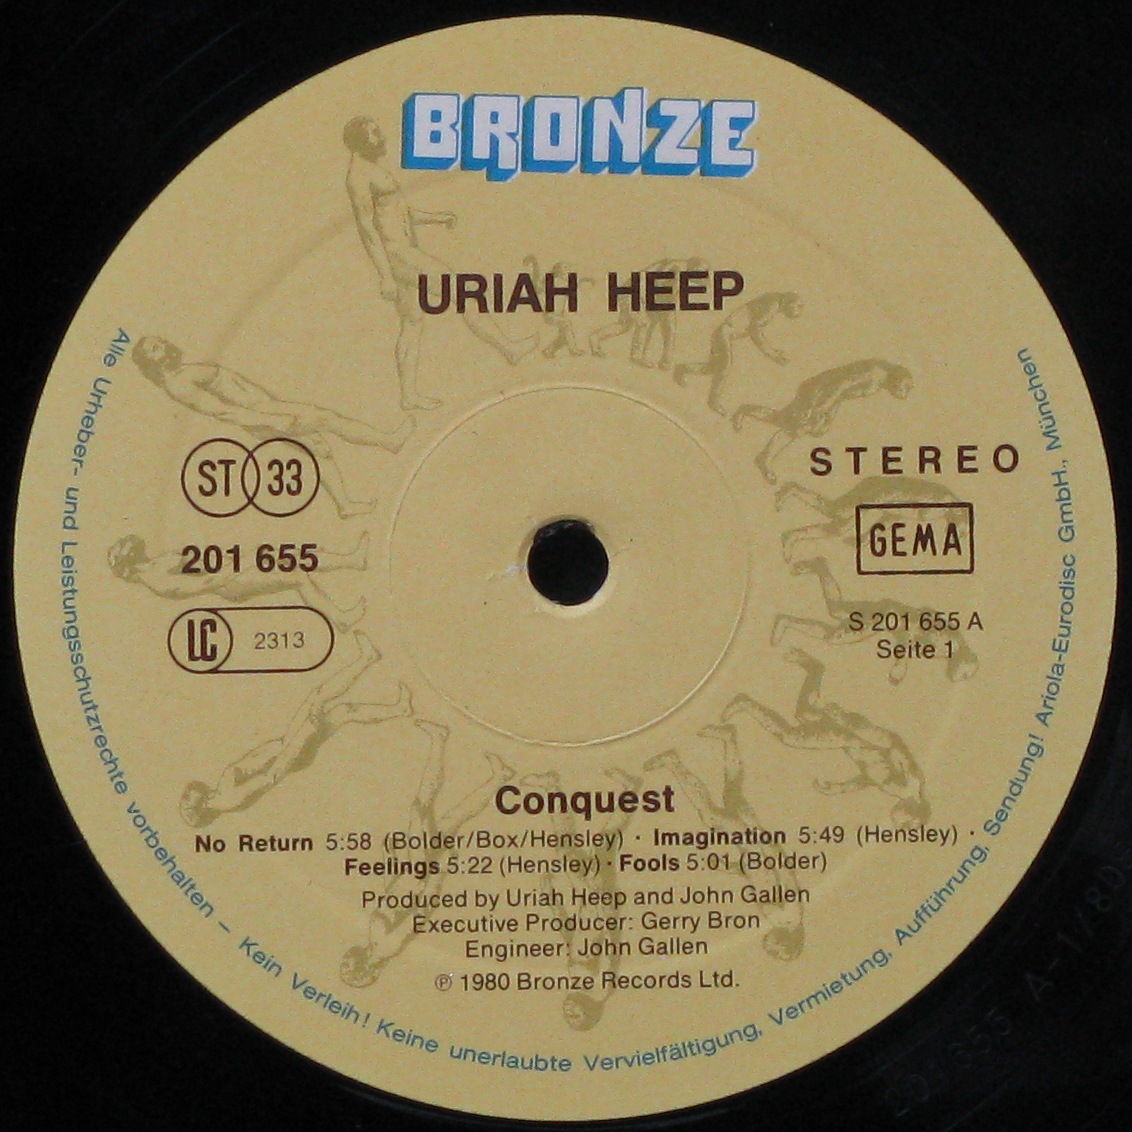 BRONZE
URIAH HEEP
ST 33
STEREO
201 655
GEMA
LC 2313
S 201 655 A
Seite 1
Conquest
No Return 5:58 (Bolder/Box/Hensley) · Imagination 5:49 (Hensley) ·
Feelings 5:22 (Hensley) · Fools 5:01 (Bolder)
Produced by Uriah Heep and John Gallen
Executive Producer: Gerry Bron
Engineer: John Gallen
℗ 1980 Bronze Records Ltd.
Alle Urheber- und Leistungsschutzrechte vorbehalten – Kein Verleih! Keine unerlaubte Vervielfältigung, Vermietung, Aufführung, Sendung! Ariola-Eurodisc GmbH., München